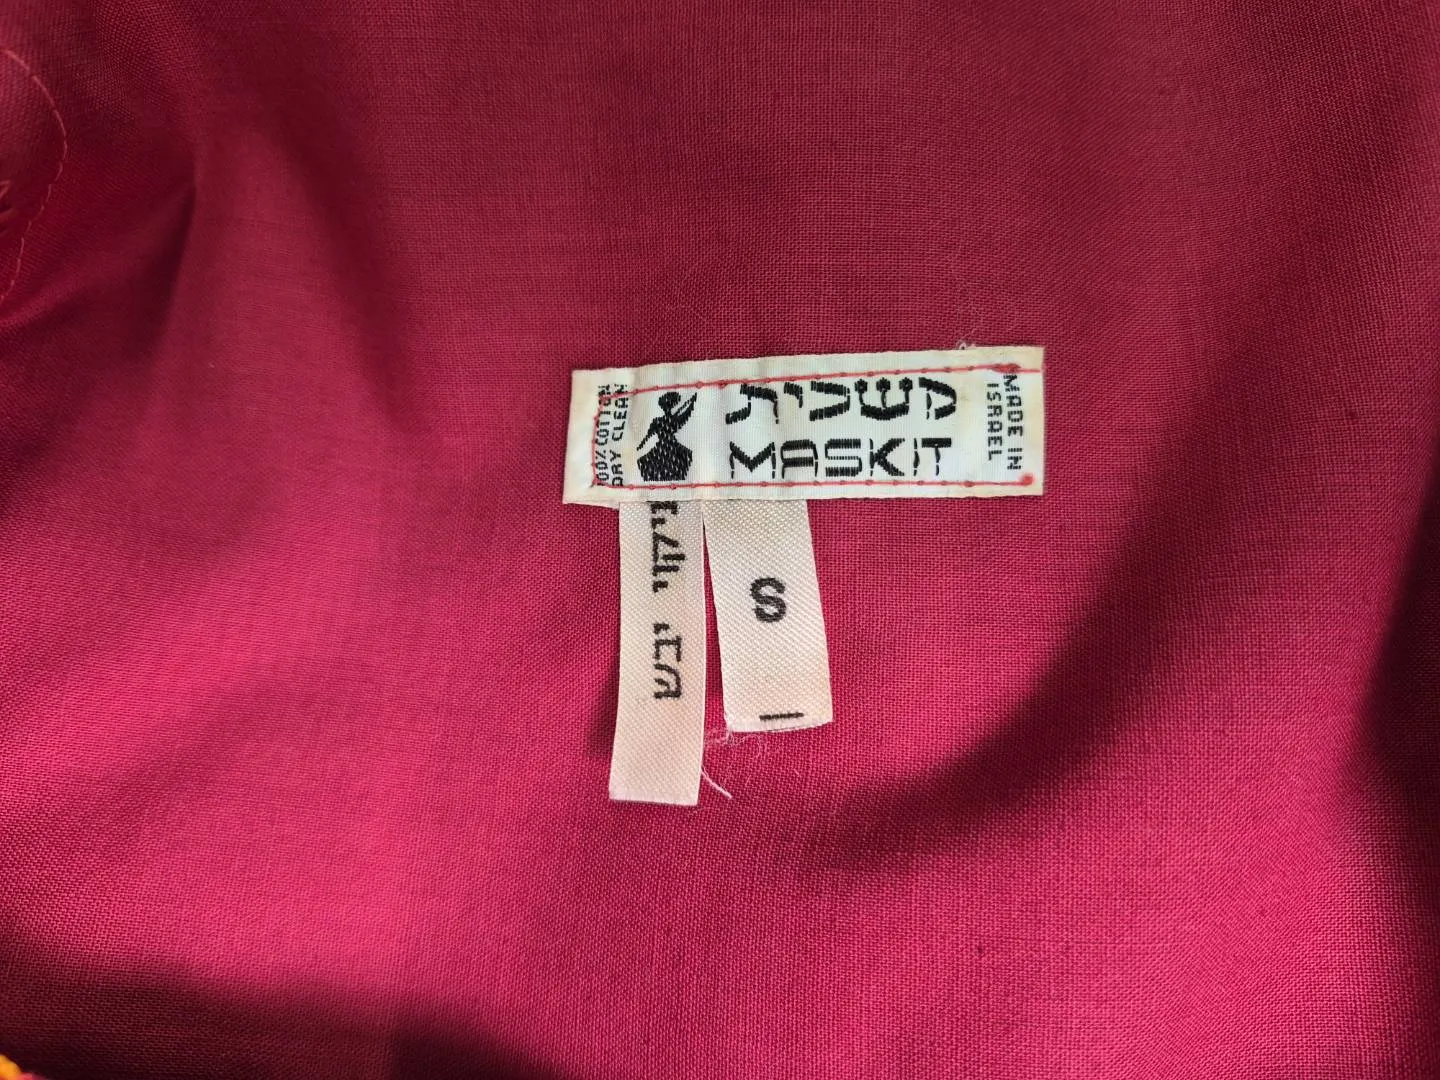 100% COTTON
DRY CLEAN
משכית
MASKIT
MADE IN
ISRAEL
S